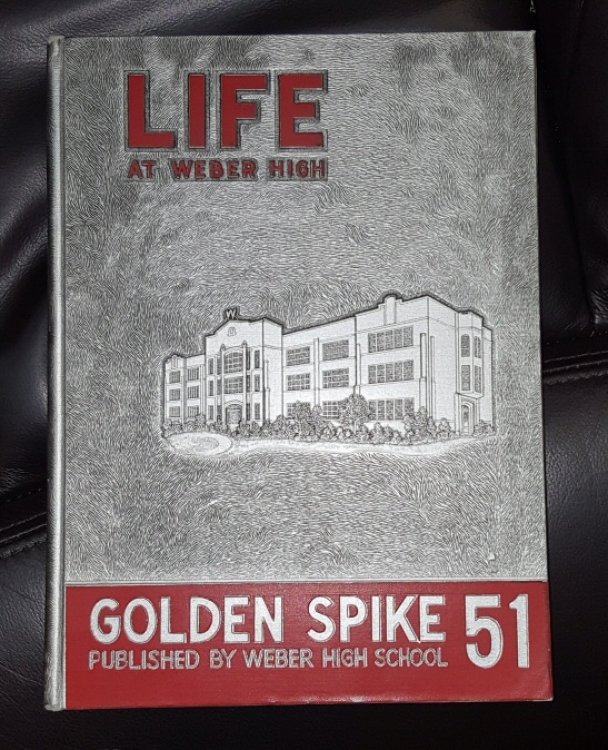 LIFE
AT WEBER HIGH
W
GOLDEN SPIKE 51
PUBLISHED BY WEBER HIGH SCHOOL